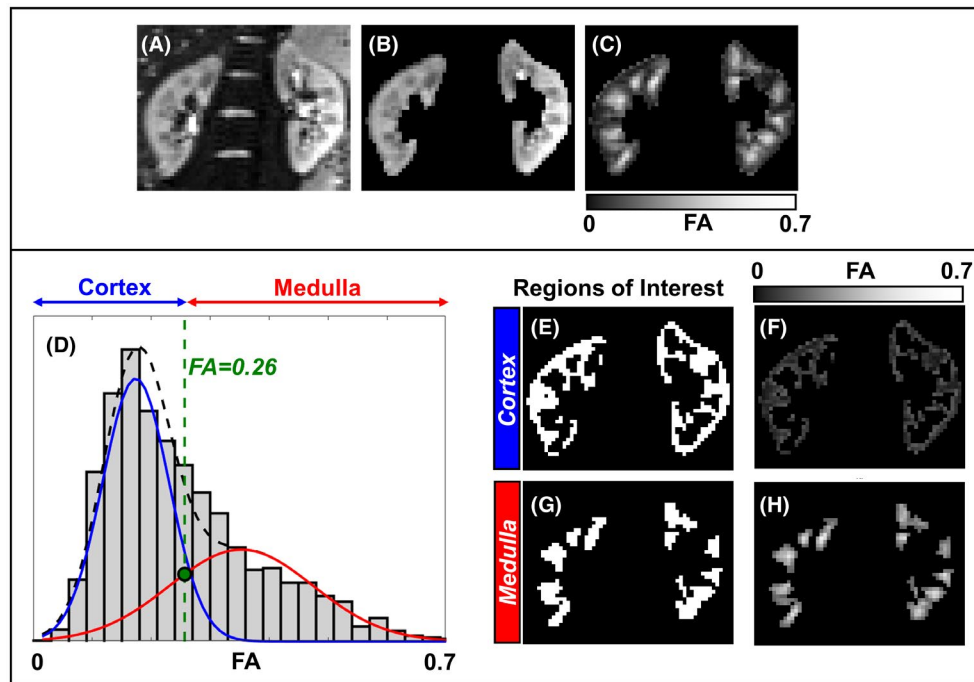 (A)
(B)
(C)
0 0.7
FA
Cortex Medulla
(D)
FA=0.26
0 FA 0.7
0 FA 0.7
Regions of Interest
Cortex
(E)
(F)
Medulla
(G)
(H)